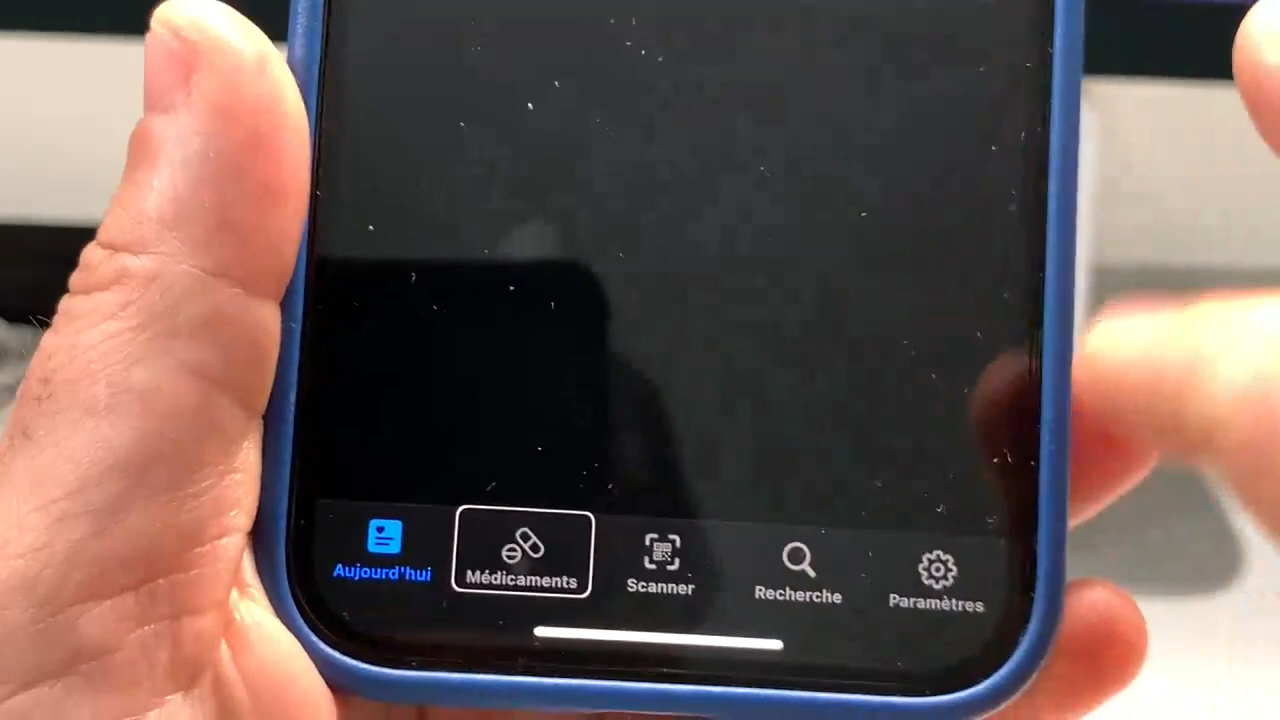 Aujourd'hui
Médicaments
Scanner
Recherche
Paramètres